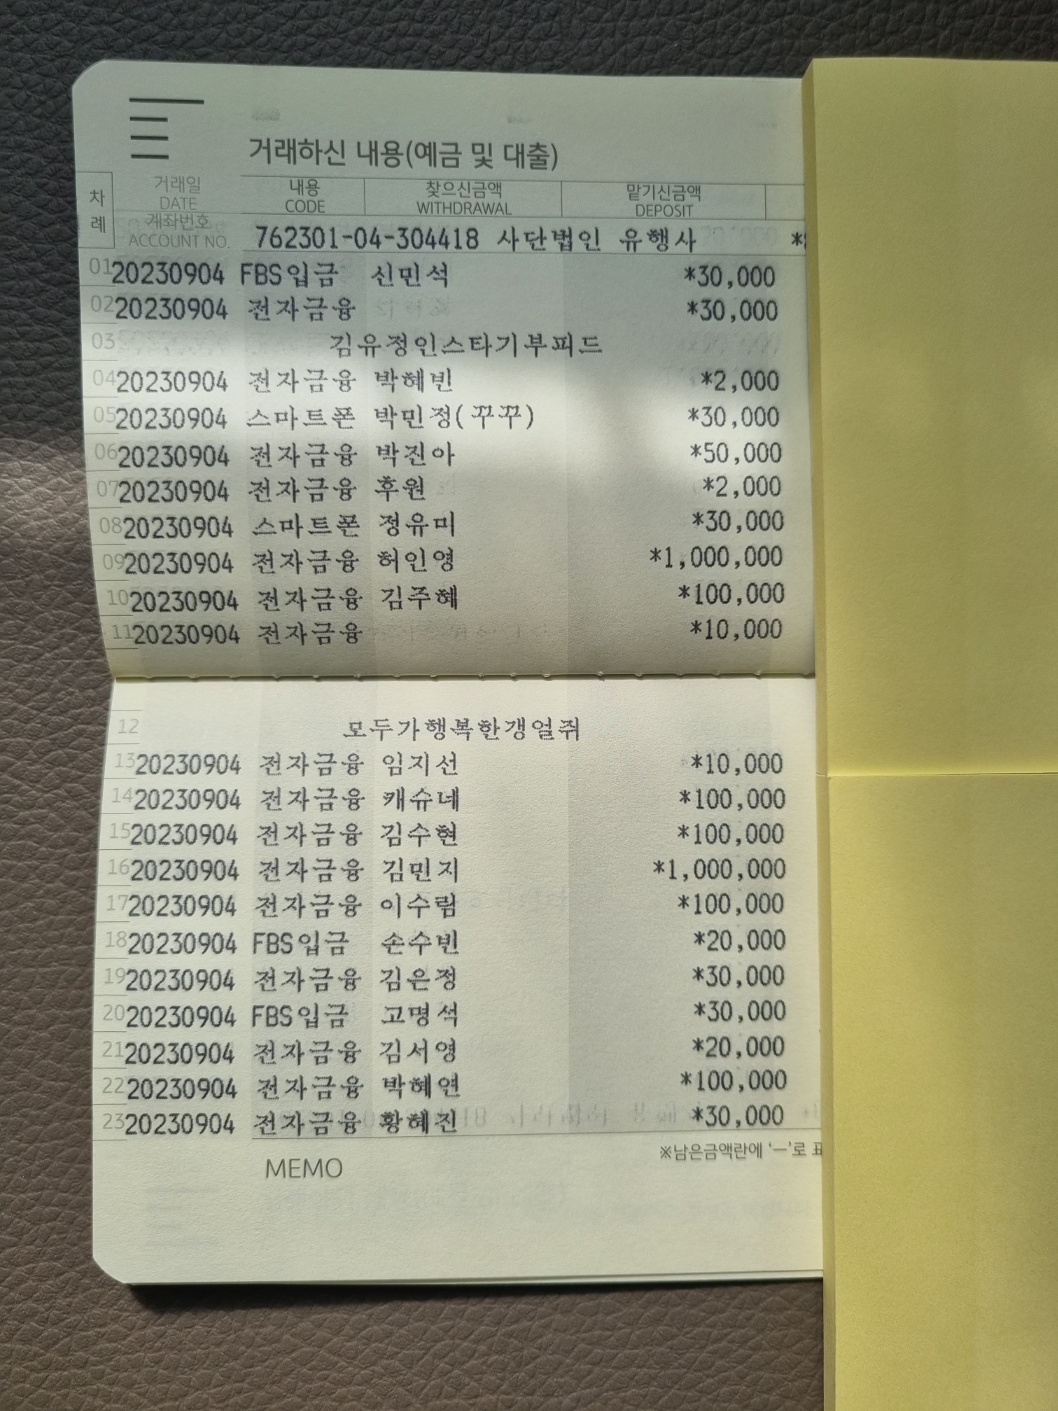 거래하신 내용(예금 및 대출)
차례 거래일 내용 찾으신금액 맡기신금액
DATE CODE WITHDRAWAL DEPOSIT
계좌번호
ACCOUNT NO. 762301-04-304418 사단법인 유행사
01 20230904 FBS입금 신민석 *30,000
02 20230904 전자금융 *30,000
03 김유정인스타기부피드
04 20230904 전자금융 박혜빈 *2,000
05 20230904 스마트폰 박민정(꾸꾸) *30,000
06 20230904 전자금융 박진아 *50,000
07 20230904 전자금융 후원 *2,000
08 20230904 스마트폰 정유미 *30,000
09 20230904 전자금융 허인영 *1,000,000
10 20230904 전자금융 김주혜 *100,000
11 20230904 전자금융 *10,000
12 모두가행복한갱얼쥐
13 20230904 전자금융 임지선 *10,000
14 20230904 전자금융 캐슈네 *100,000
15 20230904 전자금융 김수현 *100,000
16 20230904 전자금융 김민지 *1,000,000
17 20230904 전자금융 이수림 *100,000
18 20230904 FBS입금 손수빈 *20,000
19 20230904 전자금융 김은정 *30,000
20 20230904 FBS입금 고명석 *30,000
21 20230904 전자금융 김서영 *20,000
22 20230904 전자금융 박혜연 *100,000
23 20230904 전자금융 황혜진 *30,000
※남은금액란에 '-'로 표
MEMO